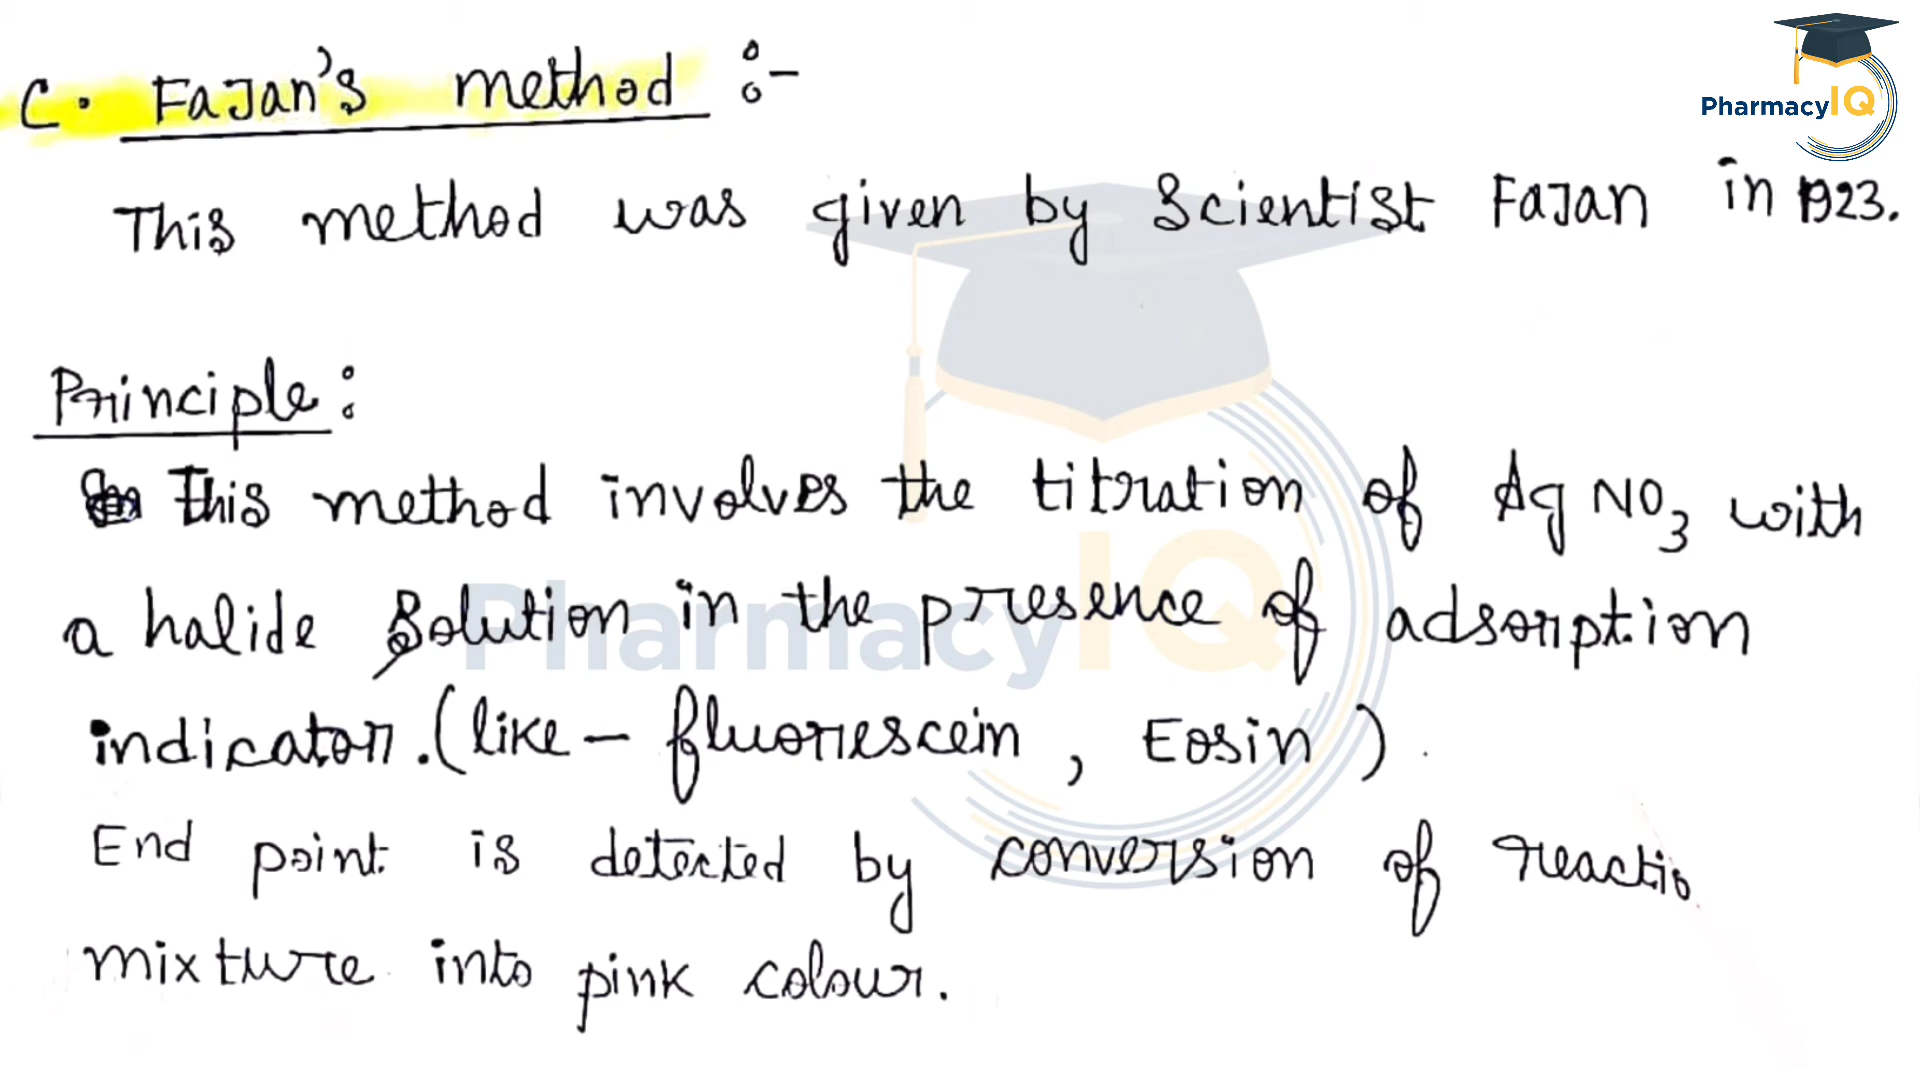 C. FaJan's method :-
PharmacyIQ
This method was given by Scientist FaJan in 1923.
Principle:
This method involves the titration of AgNO3 with
a halide Solution in the presence of adsorption
PharmacyIQ
indicator. (like - fluorescein, Eosin).
End point is detected by conversion of reactio
mixture into pink colour.